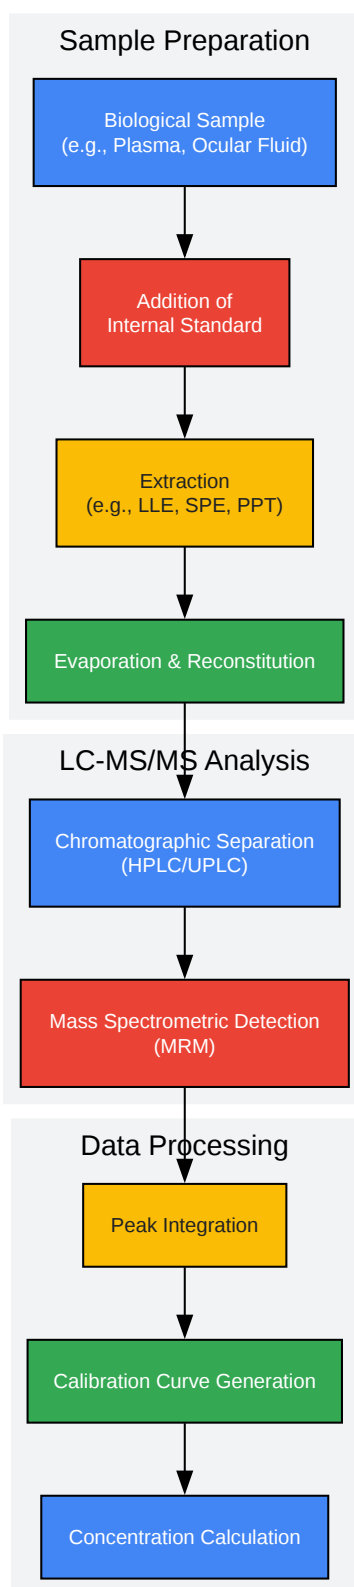 Sample Preparation
Biological Sample
(e.g., Plasma, Ocular Fluid)
Addition of
Internal Standard
Extraction
(e.g., LLE, SPE, PPT)
Evaporation & Reconstitution
LC-MS/MS Analysis
Chromatographic Separation
(HPLC/UPLC)
Mass Spectrometric Detection
(MRM)
Data Processing
Peak Integration
Calibration Curve Generation
Concentration Calculation